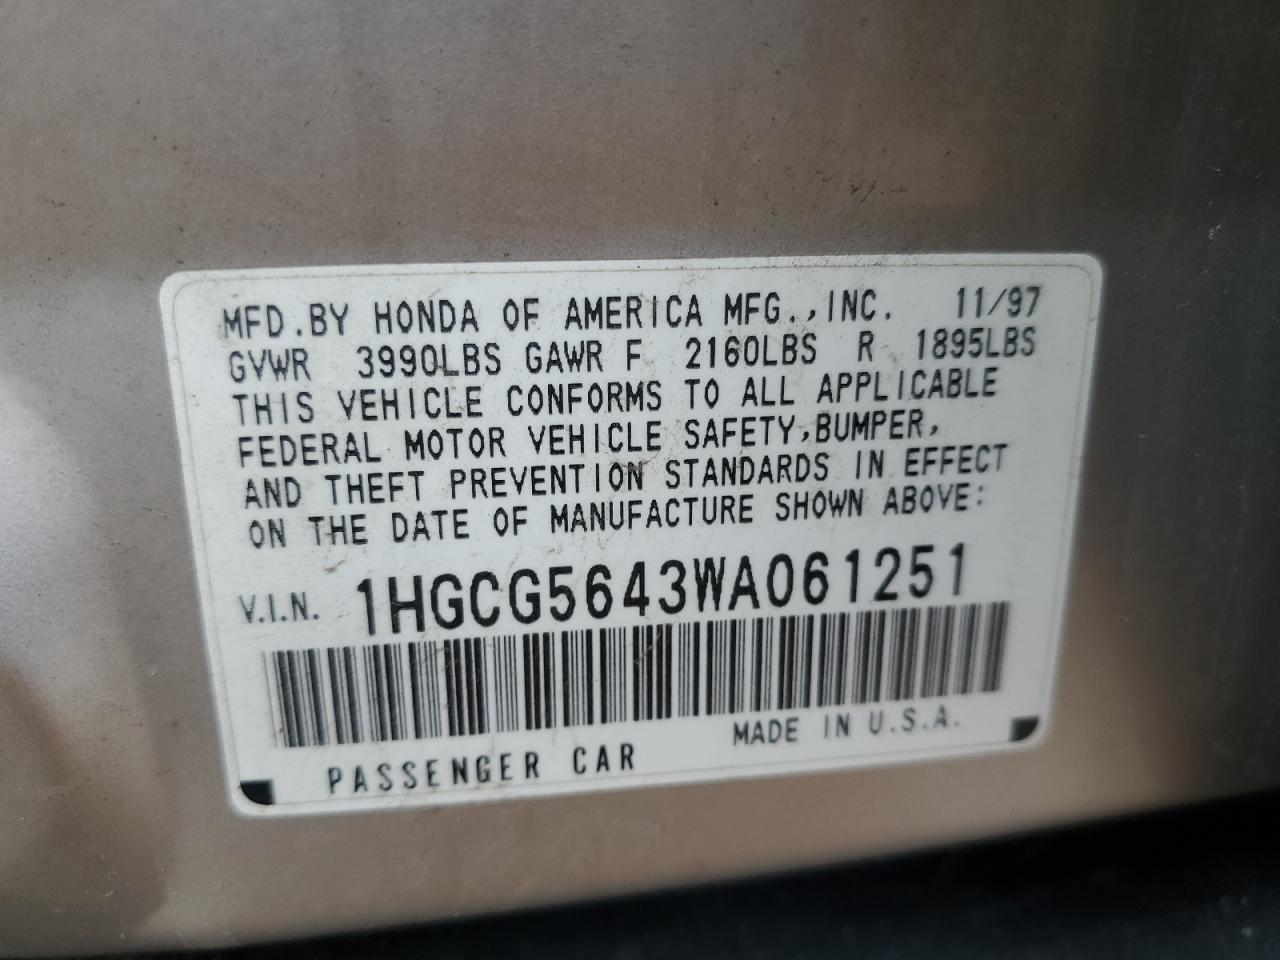 MFD.BY HONDA OF AMERICA MFG.,INC. 11/97
GVWR 3990LBS GAWR F 2160LBS R 1895LBS
THIS VEHICLE CONFORMS TO ALL APPLICABLE
FEDERAL MOTOR VEHICLE SAFETY,BUMPER,
AND THEFT PREVENTION STANDARDS IN EFFECT
ON THE DATE OF MANUFACTURE SHOWN ABOVE:
V.I.N. 1HGCG5643WA061251
PASSENGER CAR MADE IN U.S.A.